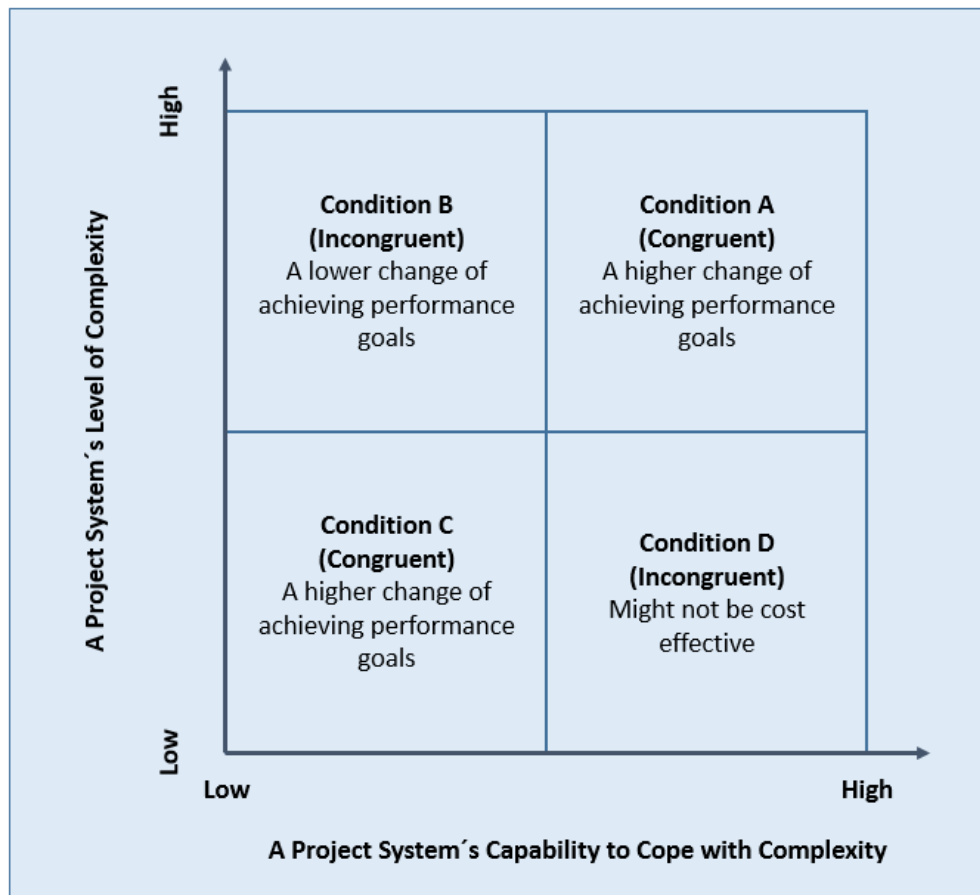 High
A Project System´s Level of Complexity
Low
Condition B
(Incongruent)
A lower change of
achieving performance
goals
Condition A
(Congruent)
A higher change of
achieving performance
goals
Condition C
(Congruent)
A higher change of
achieving performance
goals
Condition D
(Incongruent)
Might not be cost
effective
Low
High
A Project System´s Capability to Cope with Complexity